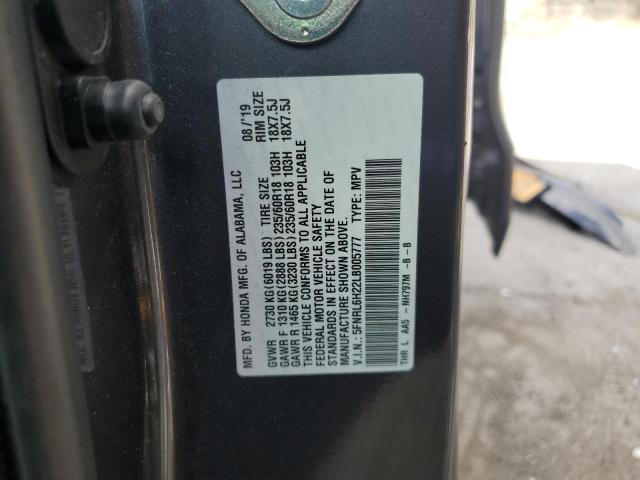 MFD. BY HONDA MFG. OF ALABAMA, LLC 08/'19
TIRE SIZE RIM SIZE
GVWR 2730 KG(6019 LBS)
GAWR F 1310 KG(2888 LBS) 235/60R18 103H 18X7.5J
GAWR R 1465 KG(3230 LBS) 235/60R18 103H 18X7.5J
THIS VEHICLE CONFORMS TO ALL APPLICABLE
FEDERAL MOTOR VEHICLE SAFETY
STANDARDS IN EFFECT ON THE DATE OF
MANUFACTURE SHOWN ABOVE.
V.I.N.: 5FNRL6H22LB005777 TYPE: MPV
THR L AA5 - NH797M -B -B